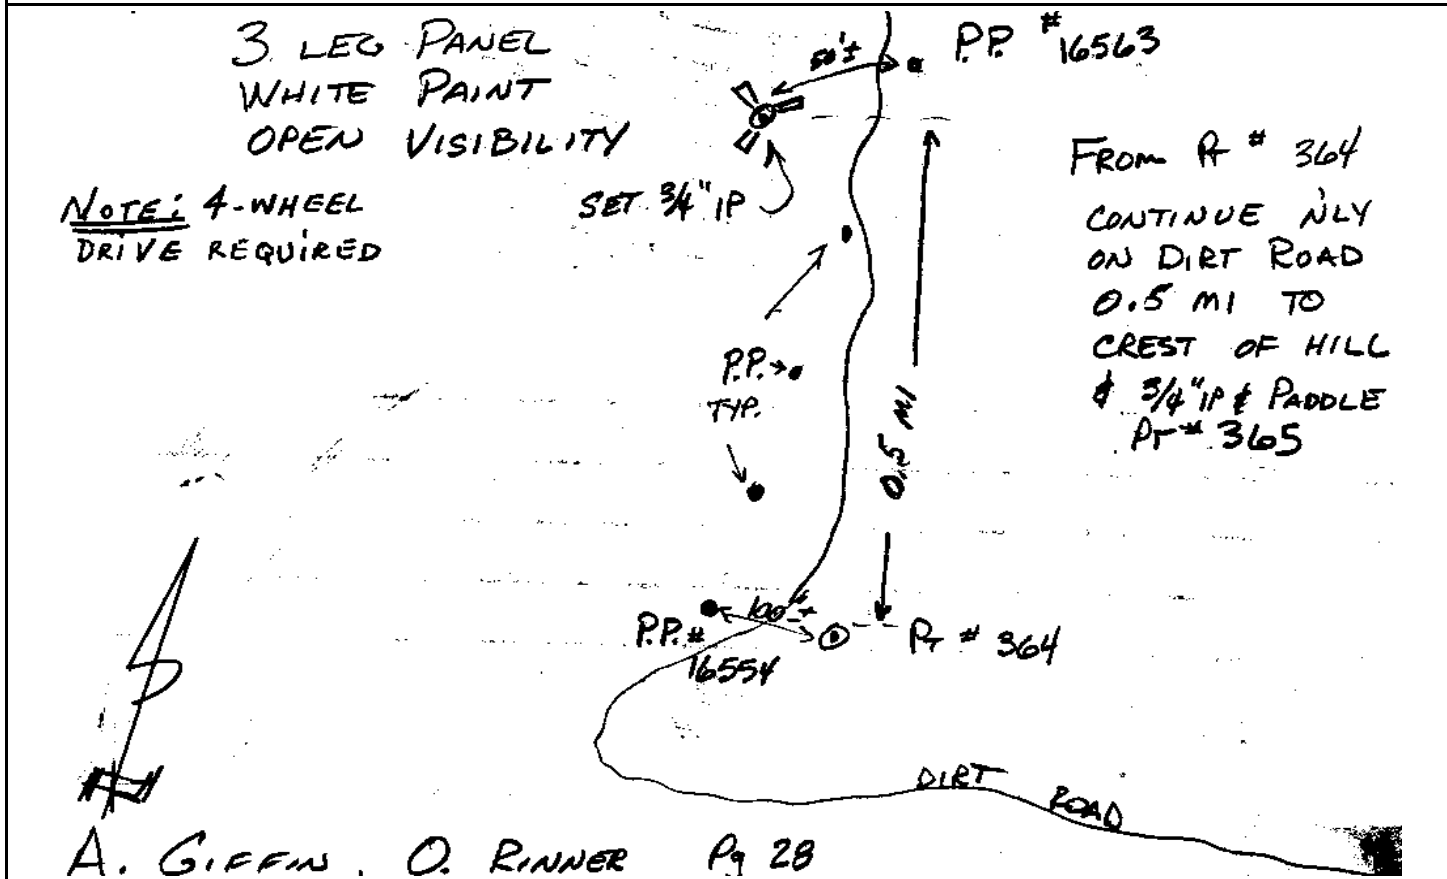 3 LEG PANEL
WHITE PAINT
OPEN VISIBILITY
NOTE: 4-WHEEL
DRIVE REQUIRED
50'±
P.P. # 16563
SET 3/4" IP
FROM PT # 364
CONTINUE N'LY
ON DIRT ROAD
0.5 MI TO
CREST OF HILL
& 3/4" IP & PADDLE
PT # 365
P.P.
TYP.
0.5 MI
100'±
P.P. #
16554
PT # 364
DIRT ROAD
A. GIFFIN, O. RINNER Pg 28